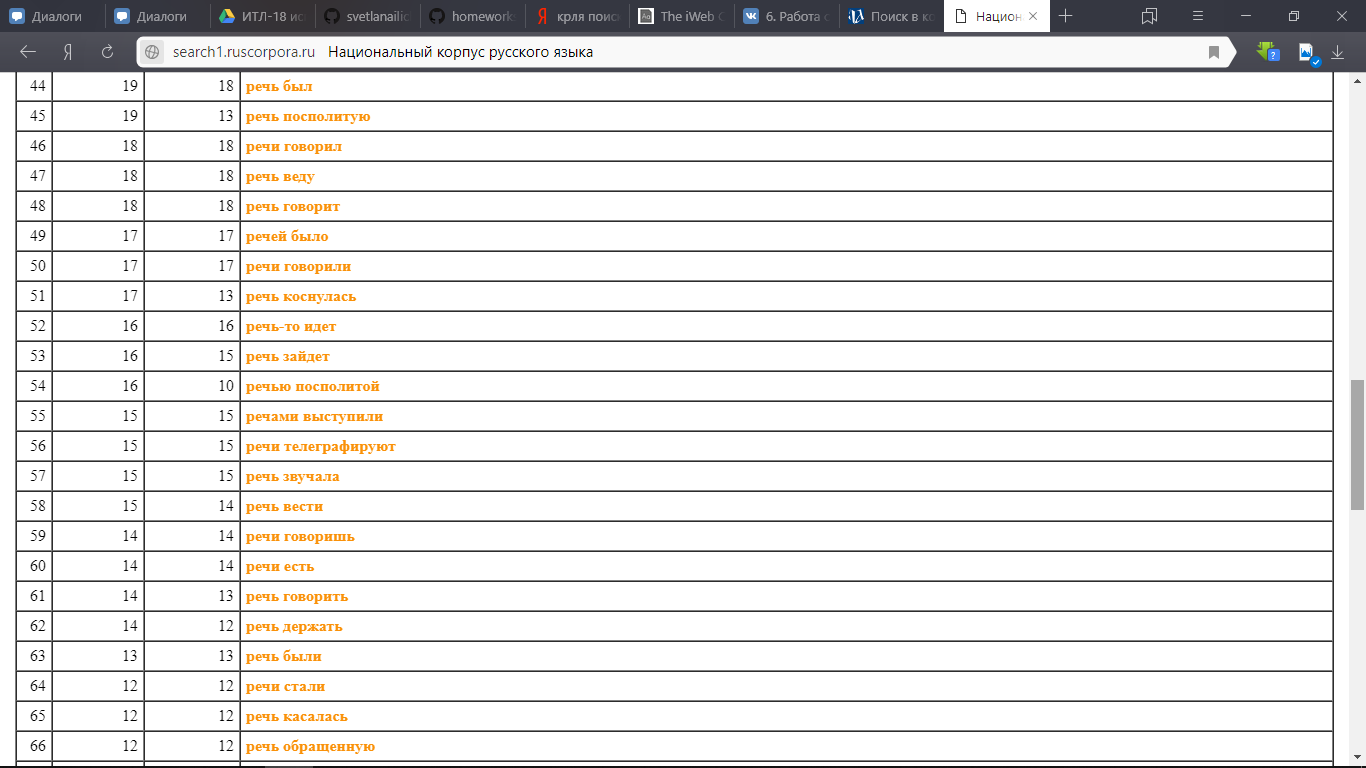 Диалоги Диалоги ИТЛ-18 ис svetlanailic homework крля поис The iWeb C 6. Работа с Поиск в ко Национ
search1.ruscorpora.ru Национальный корпус русского языка
44 19 18 речь был
45 19 13 речь посполитую
46 18 18 речи говорил
47 18 18 речь веду
48 18 18 речь говорит
49 17 17 речей было
50 17 17 речи говорили
51 17 13 речь коснулась
52 16 16 речь-то идет
53 16 15 речь зайдет
54 16 10 речью посполитой
55 15 15 речами выступили
56 15 15 речи телеграфируют
57 15 15 речь звучала
58 15 14 речь вести
59 14 14 речи говоришь
60 14 14 речи есть
61 14 13 речь говорить
62 14 12 речь держать
63 13 13 речь были
64 12 12 речи стали
65 12 12 речь касалась
66 12 12 речь обращенную